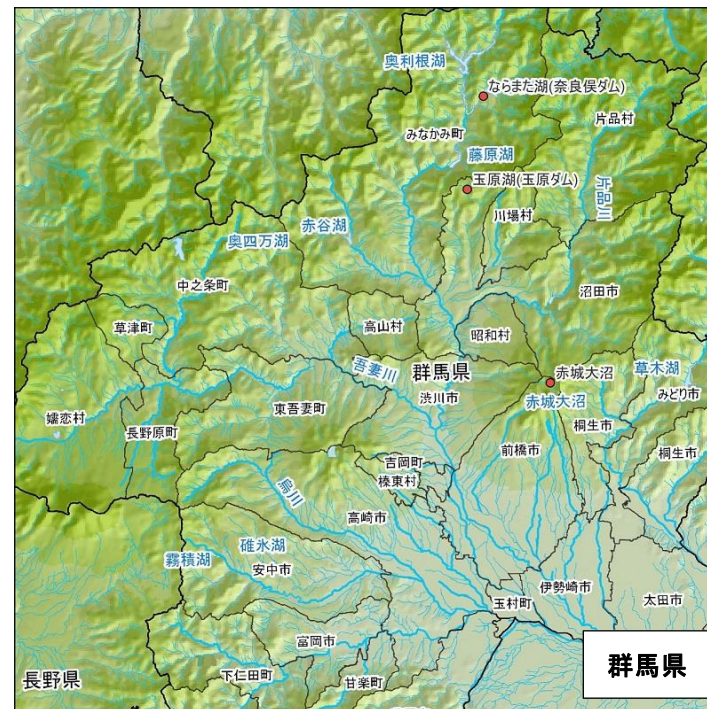 奥利根湖
ならまた湖(奈良俣ダム)
片品村
みなかみ町
藤原湖
玉原湖(玉原ダム)
片品川
川場村
赤谷湖
奥四万湖
中之条町
沼田市
草津町
高山村
昭和村
吾妻川
群馬県
赤城大沼
草木湖
渋川市
赤城大沼
みどり市
東吾妻町
嬬恋村
長野原町
桐生市
前橋市
桐生市
吉岡町
榛東村
烏川
高崎市
碓氷湖
霧積湖
安中市
伊勢崎市
玉村町
太田市
富岡市
下仁田町
甘楽町
長野県
群馬県